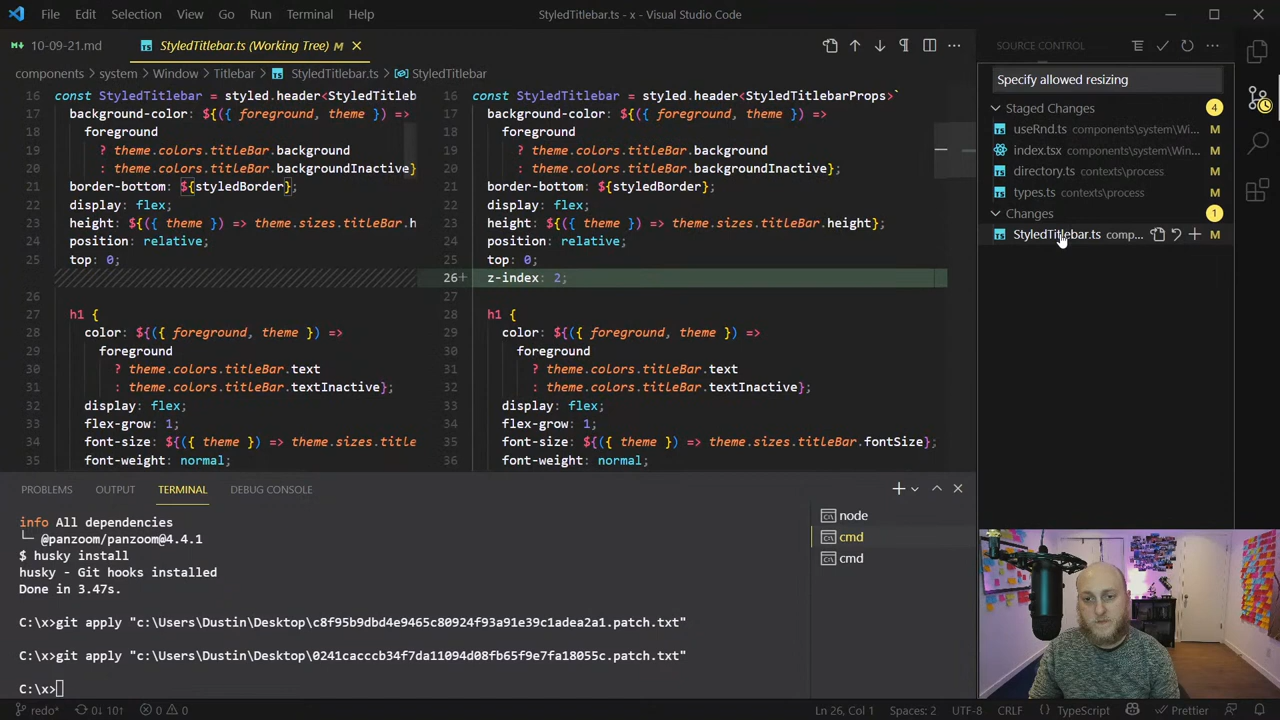 File Edit Selection View Go Run Terminal Help StyledTitlebar.ts - x - Visual Studio Code
10-09-21.md StyledTitlebar.ts (Working Tree) M
components > system > Window > Titlebar > StyledTitlebar.ts > StyledTitlebar
16 const StyledTitlebar = styled.header<StyledTitleb
17 background-color: ${({ foreground, theme }) =>
18 foreground
19 ? theme.colors.titleBar.background
20 : theme.colors.titleBar.backgroundInactive}
21 border-bottom: ${styledBorder};
22 display: flex;
23 height: ${({ theme }) => theme.sizes.titleBar.h
24 position: relative;
25 top: 0;
26
27 h1 {
28 color: ${({ foreground, theme }) =>
29 foreground
30 ? theme.colors.titleBar.text
31 : theme.colors.titleBar.textInactive};
32 display: flex;
33 flex-grow: 1;
34 font-size: ${({ theme }) => theme.sizes.title
35 font-weight: normal;
16 const StyledTitlebar = styled.header<StyledTitlebarProps>`
17 background-color: ${({ foreground, theme }) =>
18 foreground
19 ? theme.colors.titleBar.background
20 : theme.colors.titleBar.backgroundInactive};
21 border-bottom: ${styledBorder};
22 display: flex;
23 height: ${({ theme }) => theme.sizes.titleBar.height};
24 position: relative;
25 top: 0;
26+ z-index: 2;
27
28 h1 {
29 color: ${({ foreground, theme }) =>
30 foreground
31 ? theme.colors.titleBar.text
32 : theme.colors.titleBar.textInactive};
33 display: flex;
34 flex-grow: 1;
35 font-size: ${({ theme }) => theme.sizes.titleBar.fontSize};
36 font-weight: normal;
SOURCE CONTROL
Specify allowed resizing
Staged Changes 4
useRnd.ts components\system\Wi... M
index.tsx components\system\Win... M
directory.ts contexts\process M
types.ts contexts\process M
Changes 1
StyledTitlebar.ts comp... M
PROBLEMS OUTPUT TERMINAL DEBUG CONSOLE
info All dependencies
└─ @panzoom/panzoom@4.4.1
$ husky install
husky - Git hooks installed
Done in 3.47s.
C:\x>git apply "c:\Users\Dustin\Desktop\c8f95b9dbd4e9465c80924f93a91e39c1adea2a1.patch.txt"
C:\x>git apply "c:\Users\Dustin\Desktop\0241cacccb34f7da11094d08fb65f9e7fa18055c.patch.txt"
C:\x>
node
cmd
cmd
redo* 0↓ 10↑ 0 0 Ln 26, Col 1 Spaces: 2 UTF-8 CRLF { } TypeScript Prettier